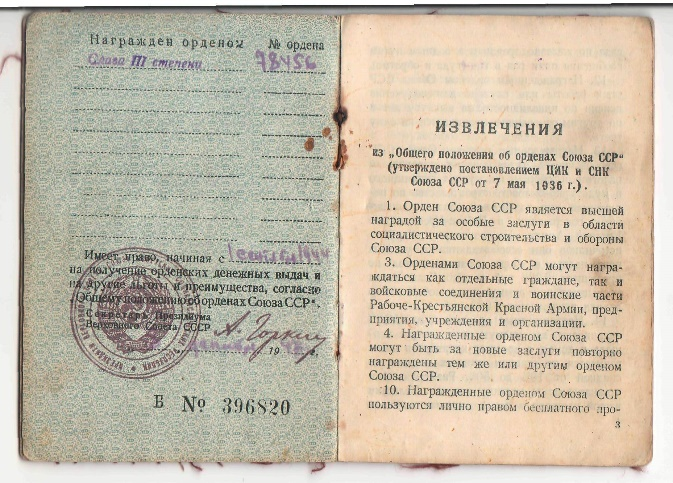 Награжден орденом № ордена
Слава III степени 78456
Имеет право, начиная с 1
на получение орденских денежных выдач и
на другие льготы и преимущества, согласно
„Общему положению об орденах Союза ССР“.
Секретарь Президиума
Верховного Совета СССР А. Горкин
19 г.
Б № 396820
ИЗВЛЕЧЕНИЯ
из „Общего положения об орденах Союза ССР“
(утверждено постановлением ЦИК и СНК
Союза ССР от 7 мая 1936 г.).
1. Орден Союза ССР является высшей
наградой за особые заслуги в области
социалистического строительства и обороны
Союза ССР.
3. Орденами Союза ССР могут награ-
ждаться как отдельные граждане, так и
войсковые соединения и воинские части
Рабоче-Крестьянской Красной Армии, пред-
приятия, учреждения и организации.
4. Награжденные орденом Союза ССР
могут быть за новые заслуги повторно
награждены тем же или другим орденом
Союза ССР.
10. Награжденные орденом Союза ССР
пользуются лично правом бесплатного про-
3